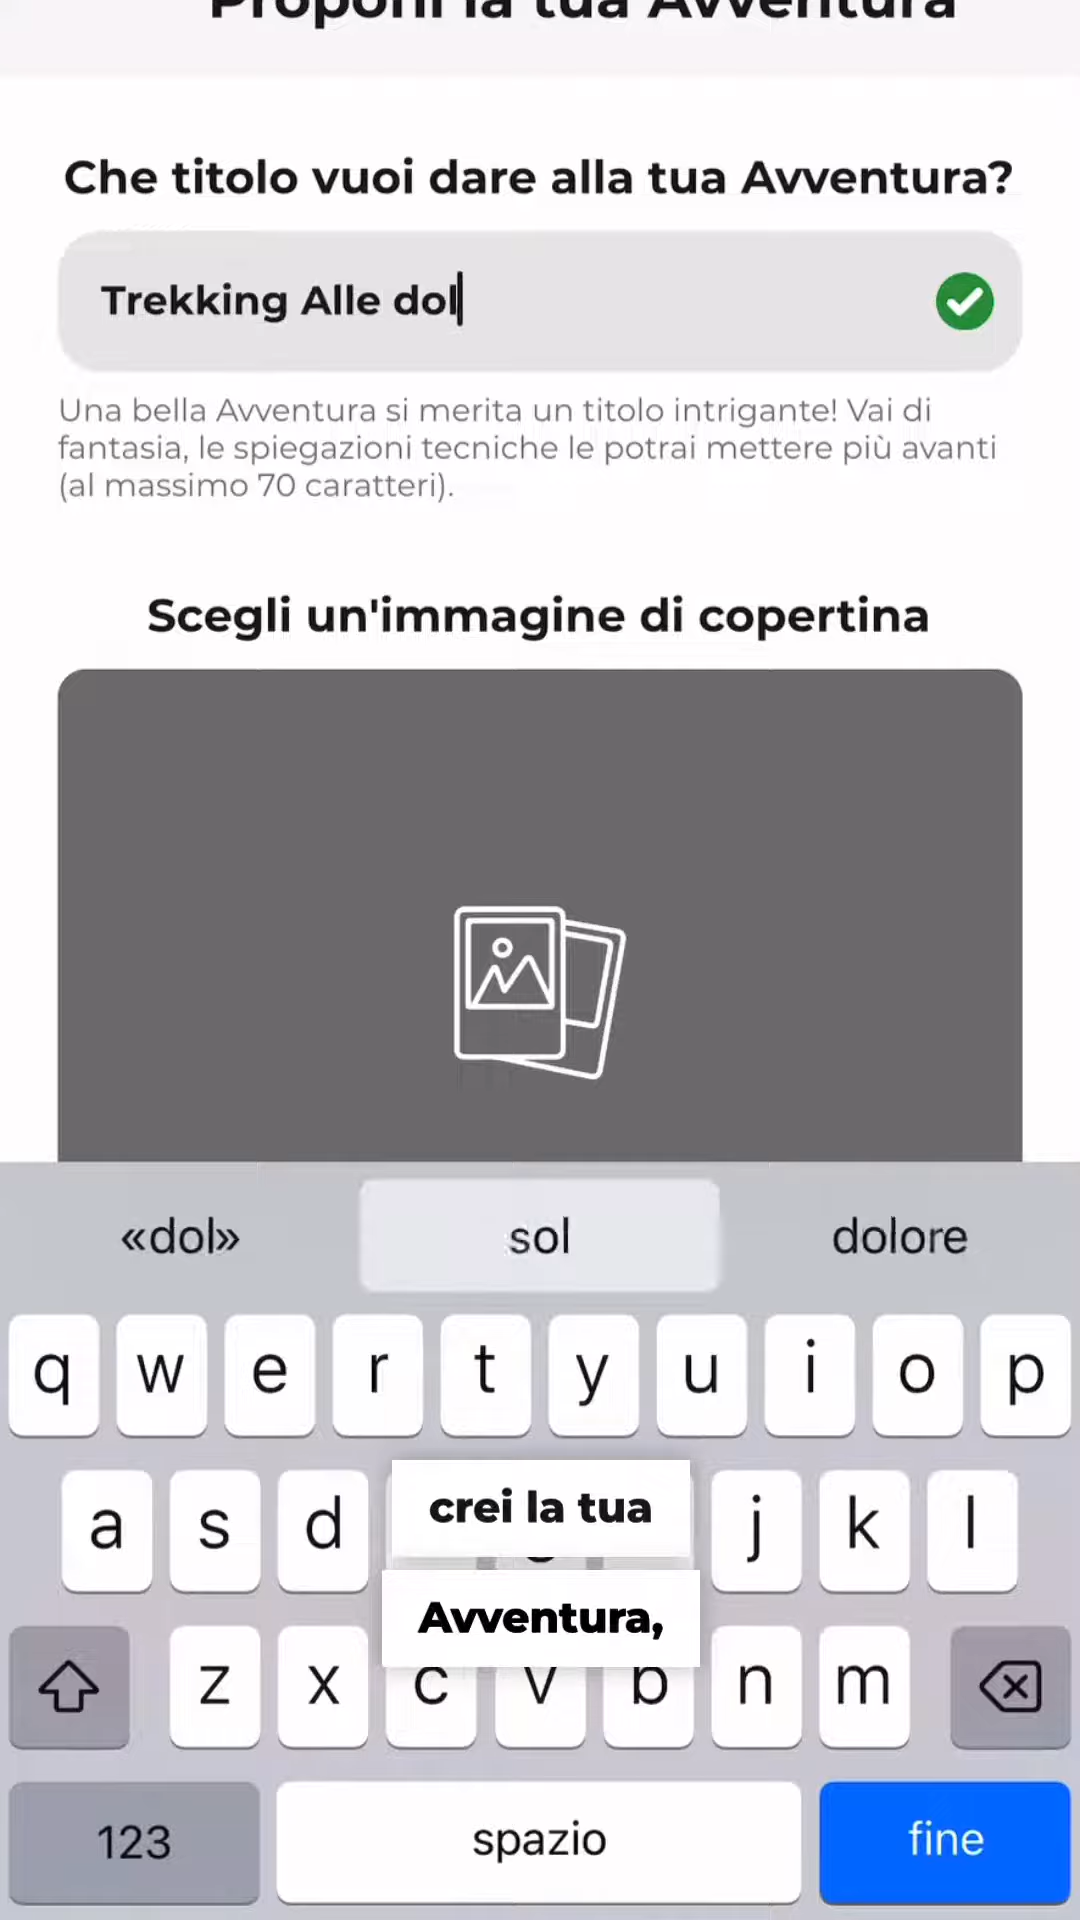 Proponi la tua Avventura
Che titolo vuoi dare alla tua Avventura?
Trekking Alle dol
Una bella Avventura si merita un titolo intrigante! Vai di
fantasia, le spiegazioni tecniche le potrai mettere più avanti
(al massimo 70 caratteri).
Scegli un'immagine di copertina
«dol» sol dolore
q w e r t y u i o p
a s d j k l
crei la tua
Avventura,
z x c v b n m
123 spazio fine